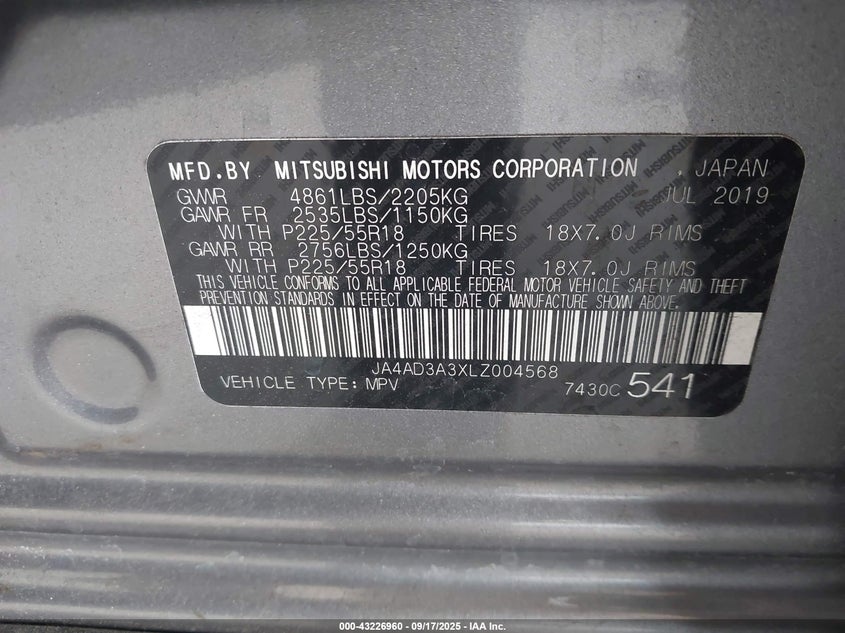 MFD.BY MITSUBISHI MOTORS CORPORATION , JAPAN
GVWR 4861LBS/2205KG JUL 2019
GAWR FR 2535LBS/1150KG
WITH P225/55R18 TIRES 18X7.0J RIMS
GAWR RR 2756LBS/1250KG
WITH P225/55R18 TIRES 18X7.0J RIMS
THIS VEHICLE CONFORMS TO ALL APPLICABLE FEDERAL MOTOR VEHICLE SAFETY AND THEFT
PREVENTION STANDARDS IN EFFECT ON THE DATE OF MANUFACTURE SHOWN ABOVE.
JA4AD3A3XLZ004568
VEHICLE TYPE: MPV 7430C 541
000-43226960 - 09/17/2025 - IAA Inc.